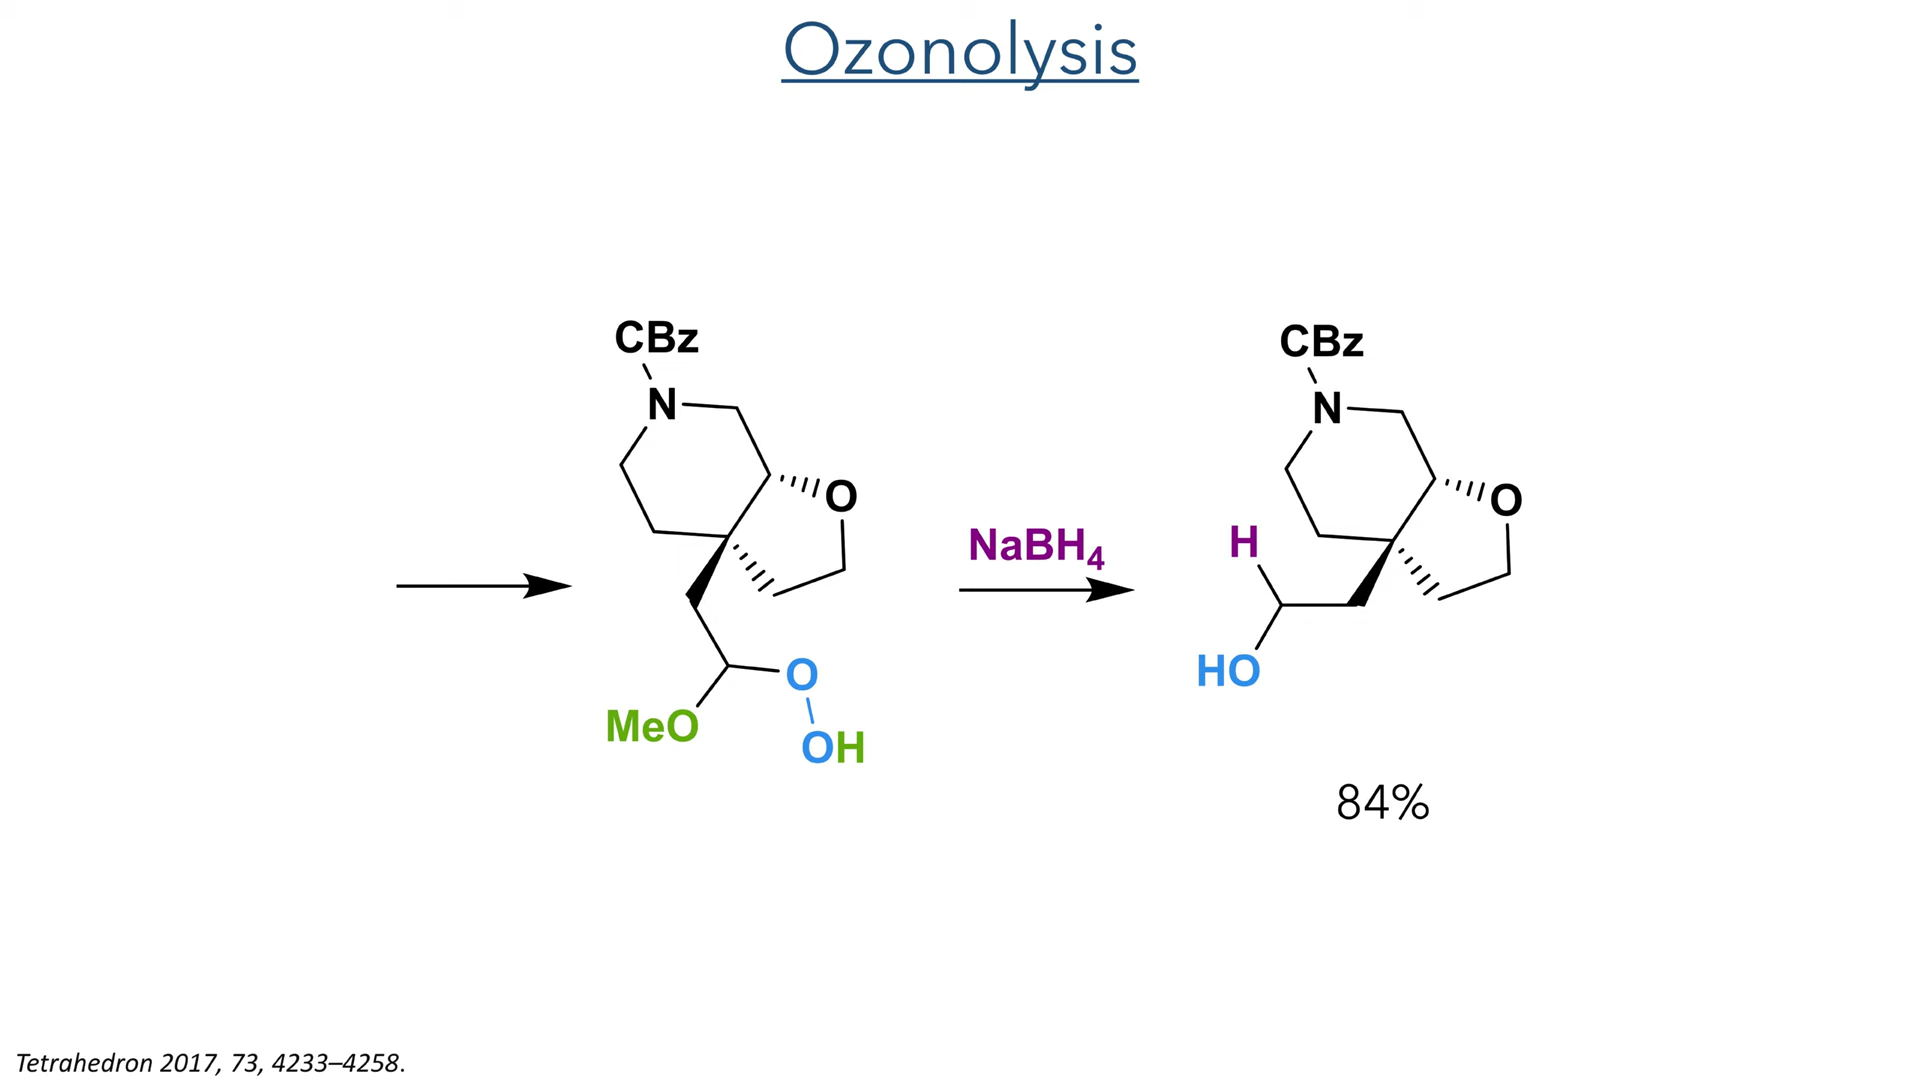 Ozonolysis
CBz
N
O
MeO
O
OH
NaBH4
CBz
N
O
H
HO
84%
Tetrahedron 2017, 73, 4233–4258.